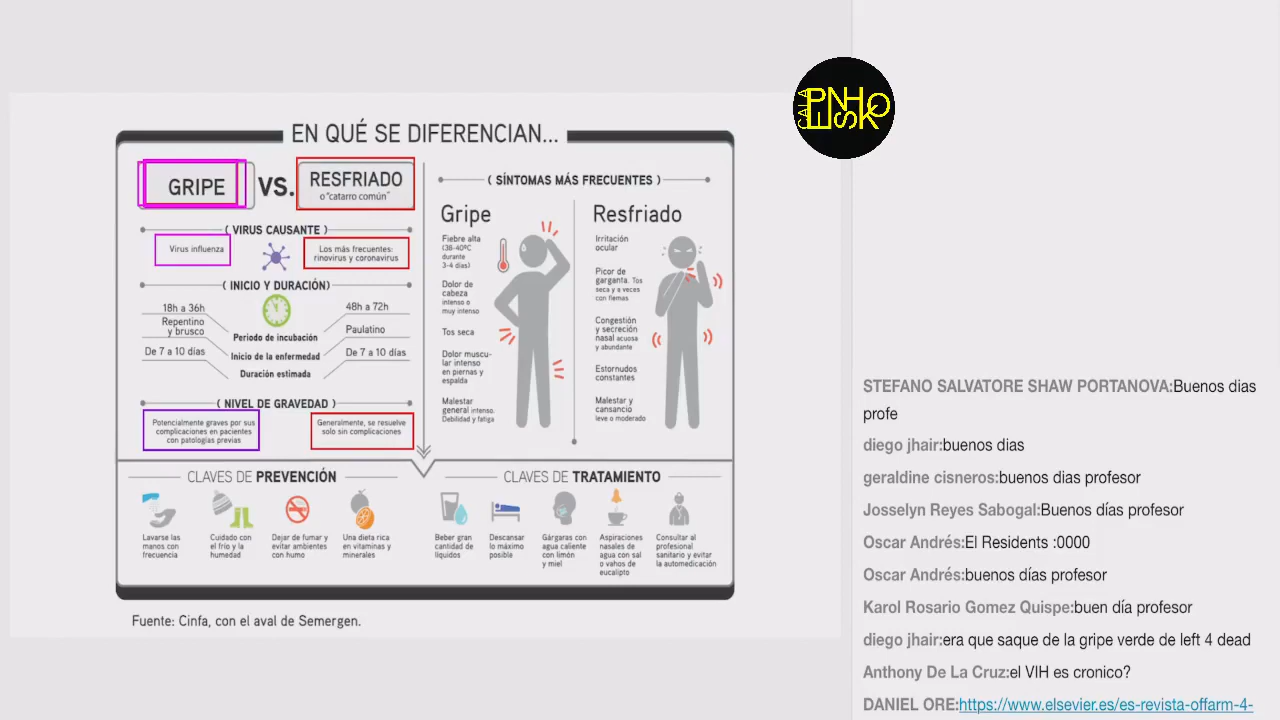 EN QUÉ SE DIFERENCIAN...
GRIPE
VS.
RESFRIADO
o "catarro común"
( VIRUS CAUSANTE )
Virus influenza
Los más frecuentes:
rinovirus y coronavirus
( INICIO Y DURACIÓN)
18h a 36h
48h a 72h
Periodo de incubación
Repentino
y brusco
Paulatino
Inicio de la enfermedad
De 7 a 10 días
De 7 a 10 días
Duración estimada
( NIVEL DE GRAVEDAD )
Potencialmente graves por sus
complicaciones en pacientes
con patologías previas
Generalmente, se resuelve
solo sin complicaciones
( SÍNTOMAS MÁS FRECUENTES )
Gripe
Fiebre alta
(38-40ºC
durante
3-4 días)
Dolor de
cabeza
intenso o
muy intenso
Tos seca
Dolor muscu-
lar intenso
en piernas y
espalda
Malestar
general intenso.
Debilidad y fatiga
Resfriado
Irritación
ocular
Picor de
garganta. Tos
seca y a veces
con flemas
Congestión
y secreción
nasal acuosa
y abundante
Estornudos
constantes
Malestar y
cansancio
leve o moderado
CLAVES DE PREVENCIÓN
Lavarse las
manos con
frecuencia
Cuidado con
el frío y la
humedad
Dejar de fumar y
evitar ambientes
con humo
Una dieta rica
en vitaminas y
minerales
CLAVES DE TRATAMIENTO
Beber gran
cantidad de
líquidos
Descansar
lo máximo
posible
Gárgaras con
agua caliente
con limón
y miel
Aspiraciones
nasales de
agua con sal
o vahos de
eucalipto
Consultar al
profesional
sanitario y evitar
la automedicación
Fuente: Cinfa, con el aval de Semergen.
STEFANO SALVATORE SHAW PORTANOVA:Buenos dias
profe
diego jhair:buenos dias
geraldine cisneros:buenos dias profesor
Josselyn Reyes Sabogal:Buenos días profesor
Oscar Andrés:El Residents :0000
Oscar Andrés:buenos días profesor
Karol Rosario Gomez Quispe:buen día profesor
diego jhair:era que saque de la gripe verde de left 4 dead
Anthony De La Cruz:el VIH es cronico?
DANIEL ORE:https://www.elsevier.es/es-revista-offarm-4-